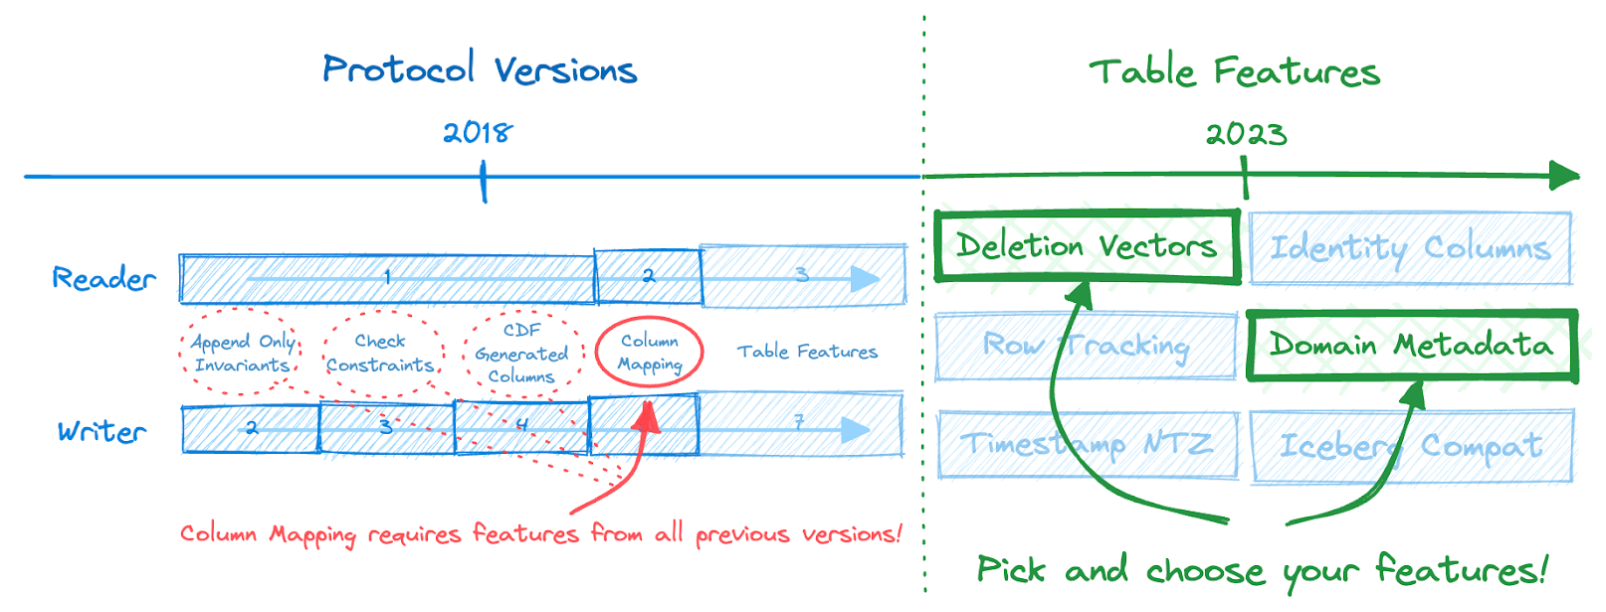 Protocol Versions
2018
Reader
1
2
3
Append Only
Invariants
Check
Constraints
CDF
Generated
Columns
Column
Mapping
Table Features
Writer
2
3
4
7
Column Mapping requires features from all previous versions!
Table Features
2023
Deletion Vectors
Identity Columns
Row Tracking
Domain Metadata
Timestamp NTZ
Iceberg Compat
Pick and choose your features!